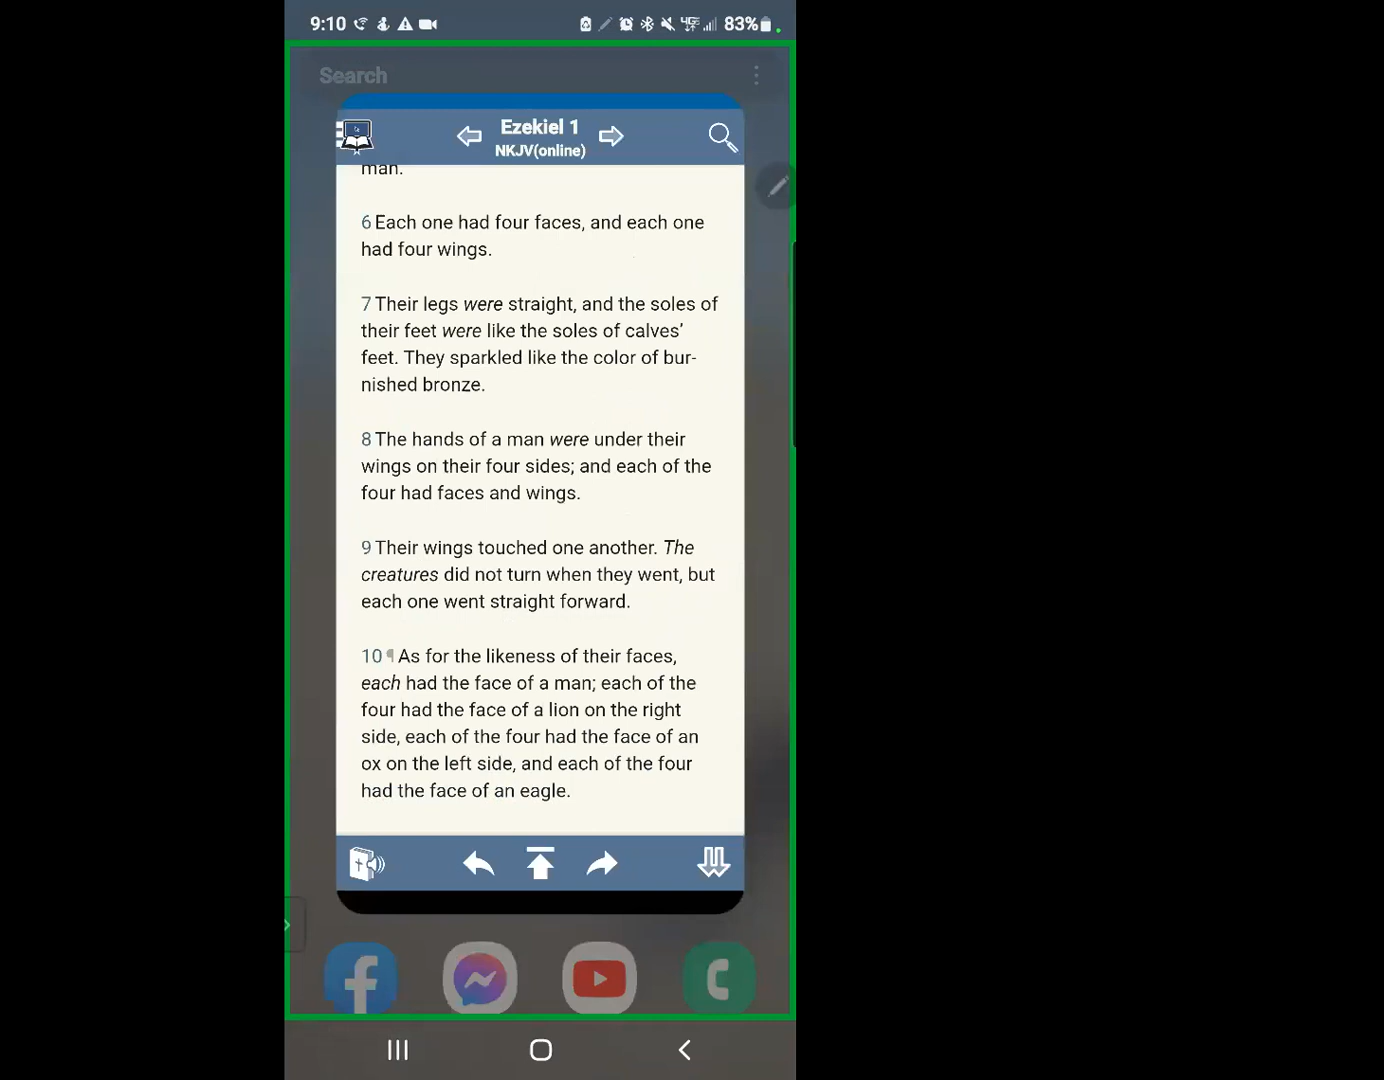 9:10
83%
Search
Ezekiel 1
NKJV(online)
man.
6 Each one had four faces, and each one
had four wings.
7 Their legs were straight, and the soles of
their feet were like the soles of calves’
feet. They sparkled like the color of bur-
nished bronze.
8 The hands of a man were under their
wings on their four sides; and each of the
four had faces and wings.
9 Their wings touched one another. The
creatures did not turn when they went, but
each one went straight forward.
10 ¶ As for the likeness of their faces,
each had the face of a man; each of the
four had the face of a lion on the right
side, each of the four had the face of an
ox on the left side, and each of the four
had the face of an eagle.